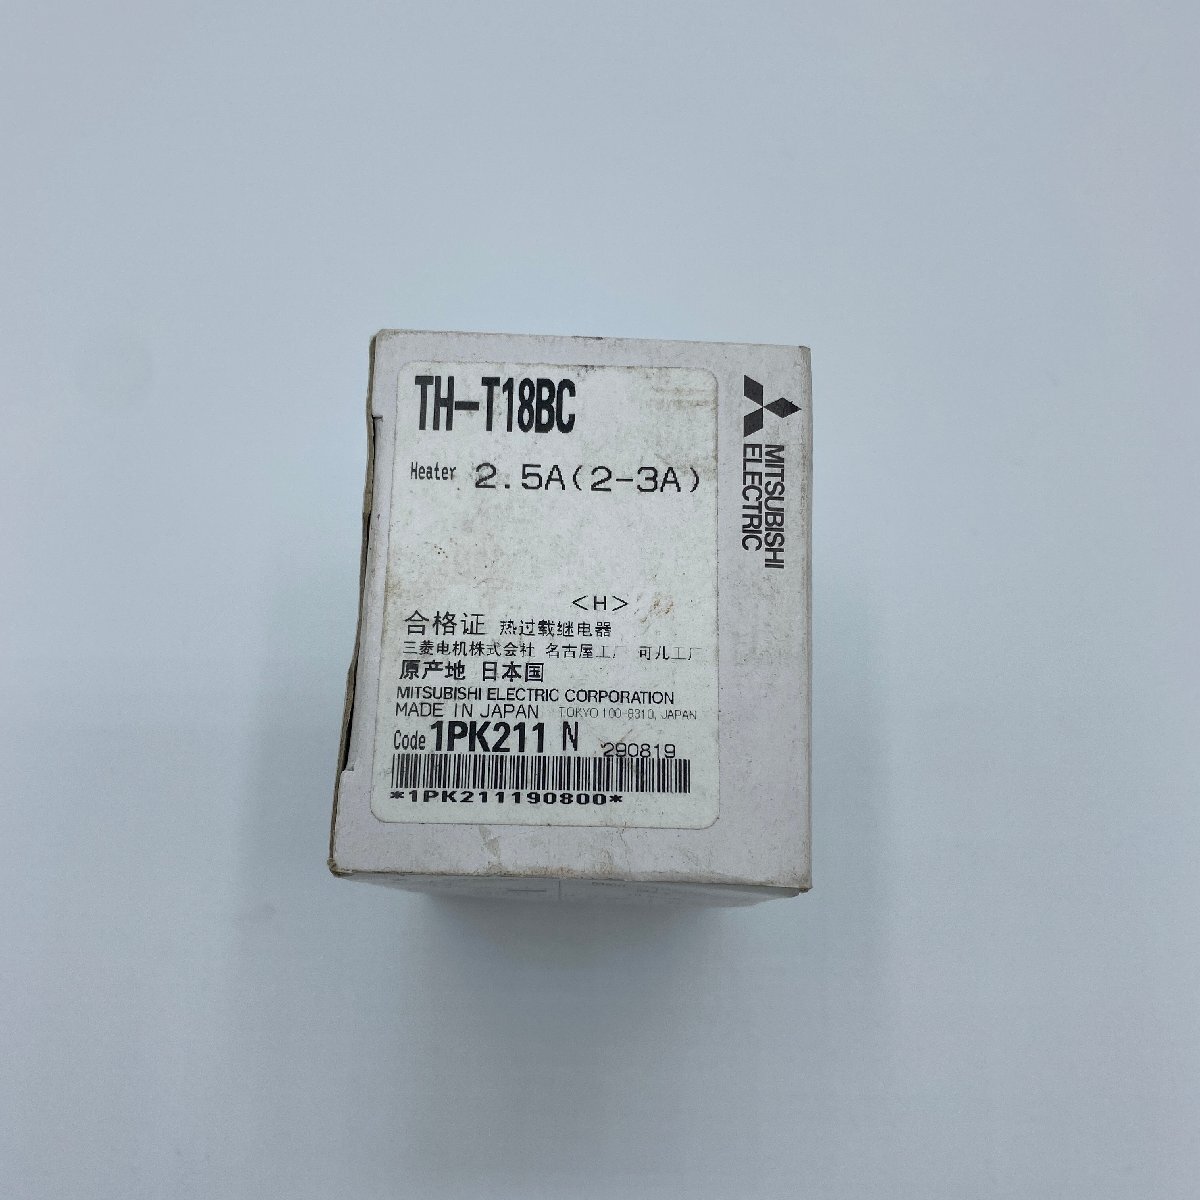 TH-T18BC
Heater 2.5A(2-3A)
<H>
合格证 热过载继电器
三菱电机株式会社 名古屋工厂 可儿工厂
原产地 日本国
MITSUBISHI ELECTRIC CORPORATION
MADE IN JAPAN TOKYO 100-8310, JAPAN
Code 1PK211 N 290819
*1PK211190800*
MITSUBISHI
ELECTRIC